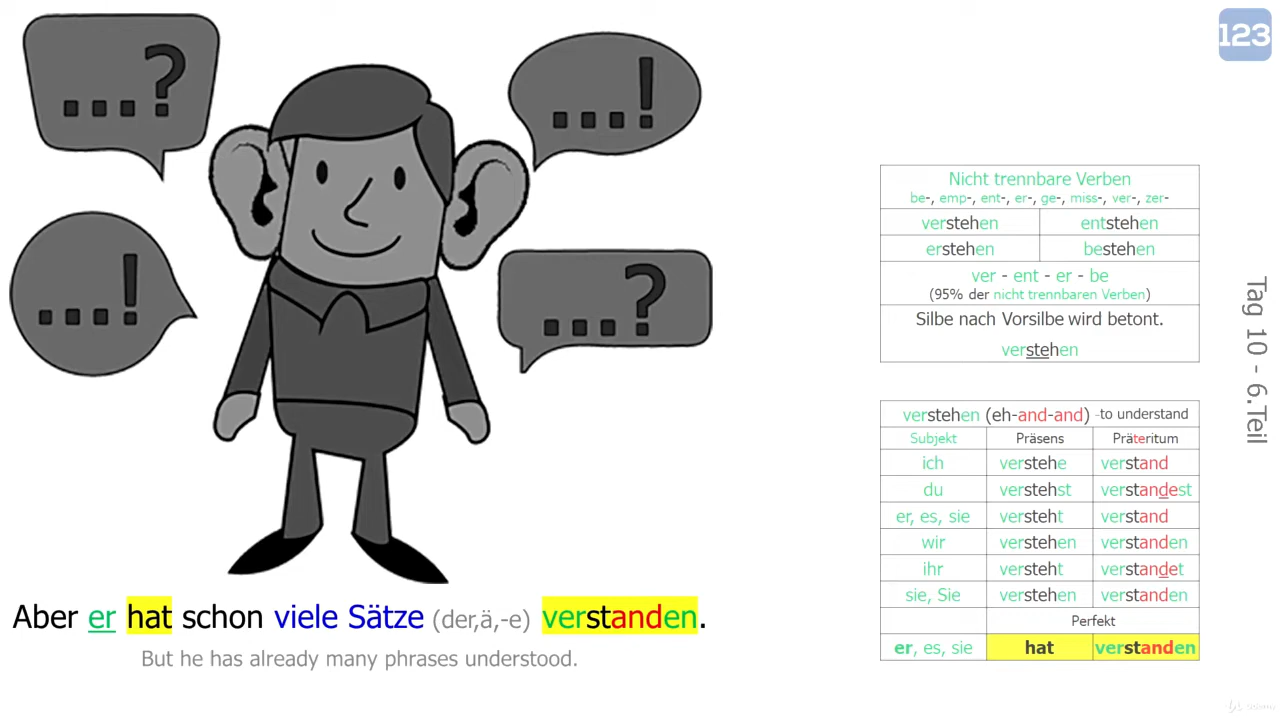 ...?
...!
...!
...?
Aber er hat schon viele Sätze (der,ä,-e) verstanden.
But he has already many phrases understood.
123
Nicht trennbare Verben
be-, emp-, ent-, er-, ge-, miss-, ver-, zer-
verstehen entstehen
erstehen bestehen
ver - ent - er - be
(95% der nicht trennbaren Verben)
Silbe nach Vorsilbe wird betont.
verstehen
verstehen (eh-and-and) -to understand
Subjekt Präsens Präteritum
ich verstehe verstand
du verstehst verstandest
er, es, sie versteht verstand
wir verstehen verstanden
ihr versteht verstandet
sie, Sie verstehen verstanden
Perfekt
er, es, sie hat verstanden
Tag 10 - 6.Teil